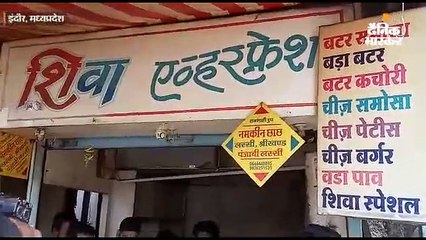 इंदौर, मध्यप्रदेश
दैनिक भास्कर
शिवा एव्हरफ्रेश
बटर
बड़ा बटर
बटर कचोरी
चीज़ समोसा
चीज़ पेटीस
चीज़ बर्गर
वडा पाव
शिवा स्पेशल
नमकीन छाछ
लस्सी, श्रीखण्ड
पंजाबी लस्सी